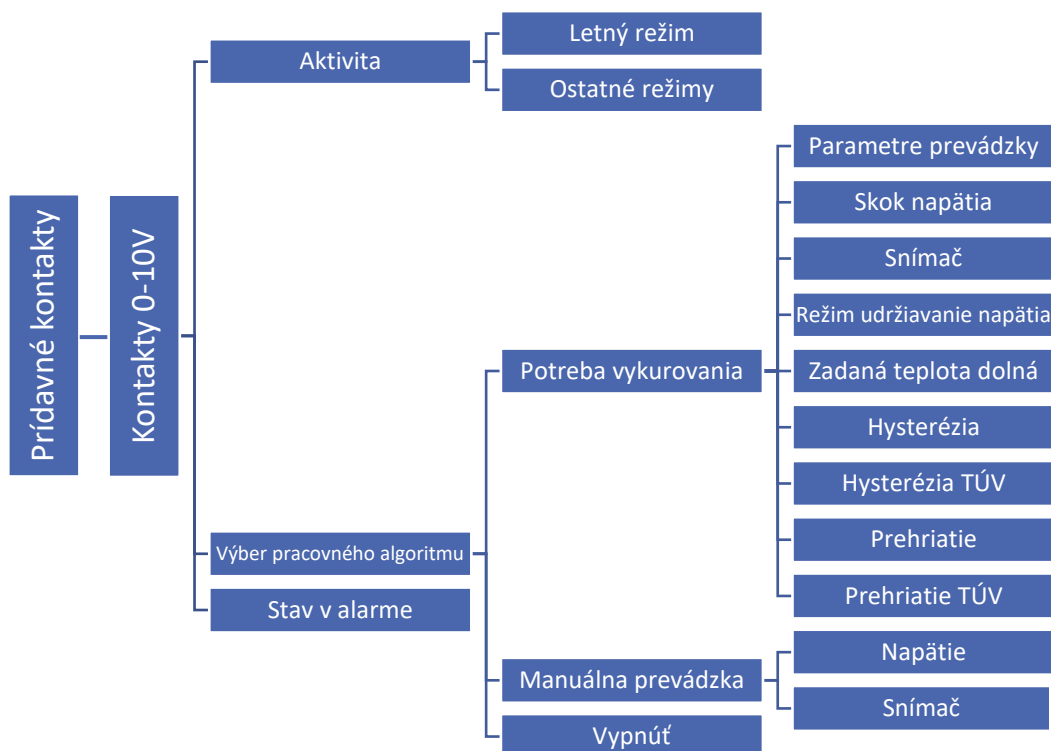 Prídavné kontakty
Kontakty 0-10V
Aktivita
Letný režim
Ostatné režimy
Výber pracovného algoritmu
Potreba vykurovania
Parametre prevádzky
Skok napätia
Snímač
Režim udržiavanie napätia
Zadaná teplota dolná
Hysterézia
Hysterézia TÚV
Prehriatie
Prehriatie TÚV
Manuálna prevádzka
Napätie
Snímač
Vypnúť
Stav v alarme